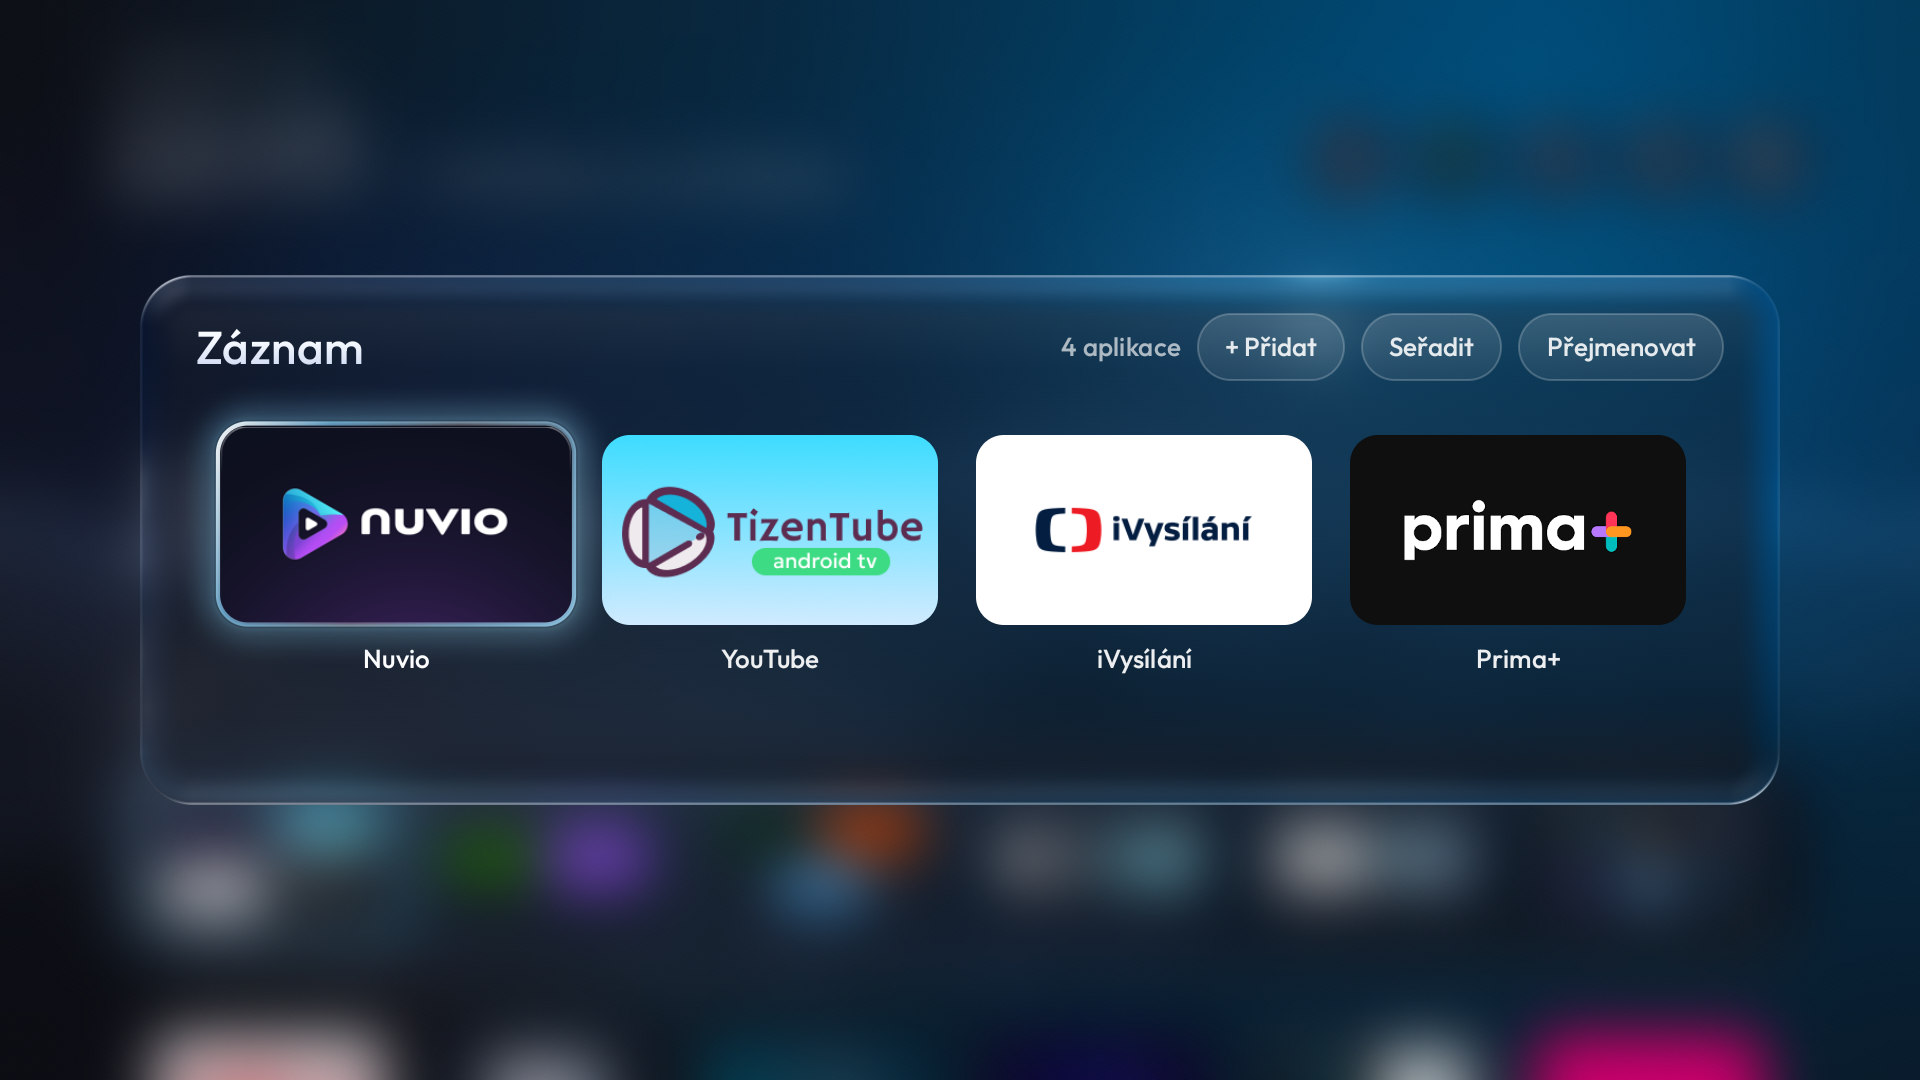 Záznam
4 aplikace
+ Přidat
Seřadit
Přejmenovat
nuvio
TizenTube
android tv
iVysílání
prima+
Nuvio
YouTube
iVysílání
Prima+